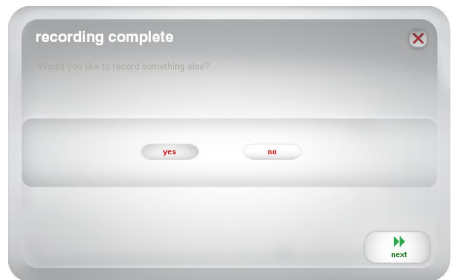 recording complete
Would you like to record something else?
yes no
next